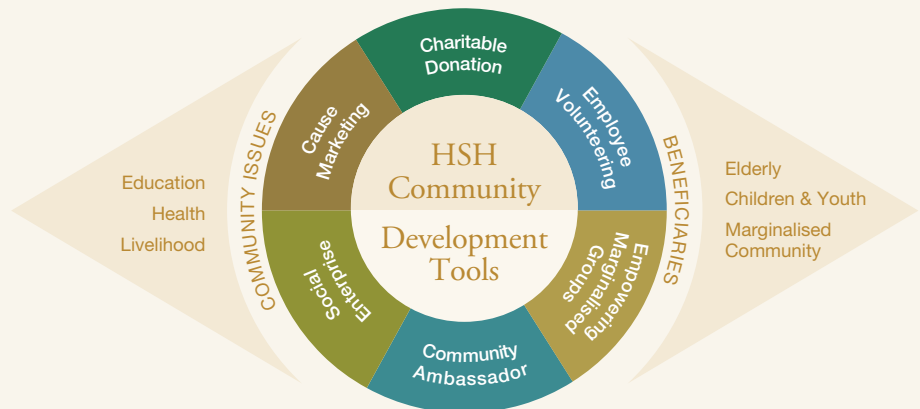 Charitable
Donation
Employee
Volunteering
Empowering
Marginalised
Groups
Community
Ambassador
Social
Enterprise
Cause
Marketing
HSH
Community
Development
Tools
COMMUNITY ISSUES
Education
Health
Livelihood
BENEFICIARIES
Elderly
Children & Youth
Marginalised
Community